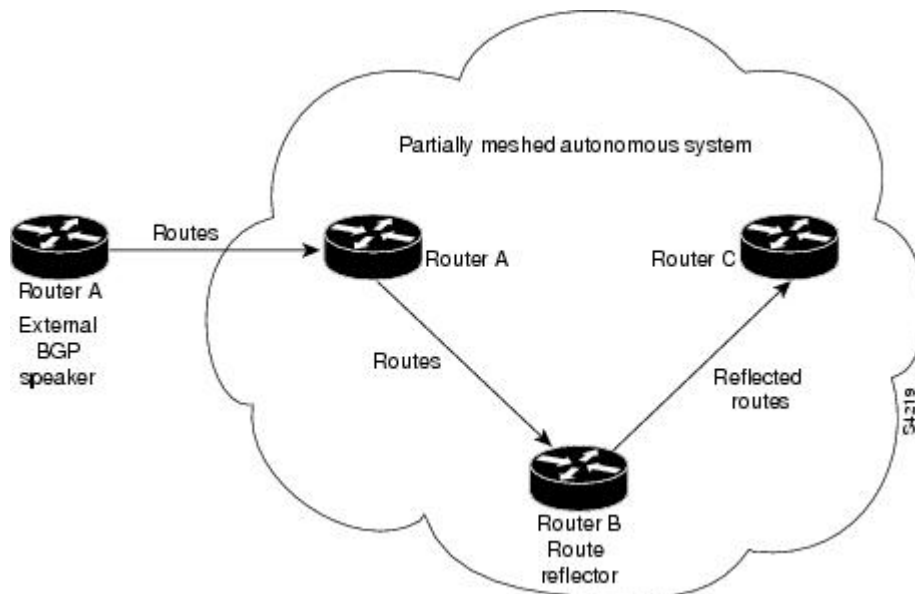 Partially meshed autonomous system
Routes
Router A
External
BGP
speaker
Router A
Router C
Routes
Reflected
routes
Router B
Route
reflector
S4219